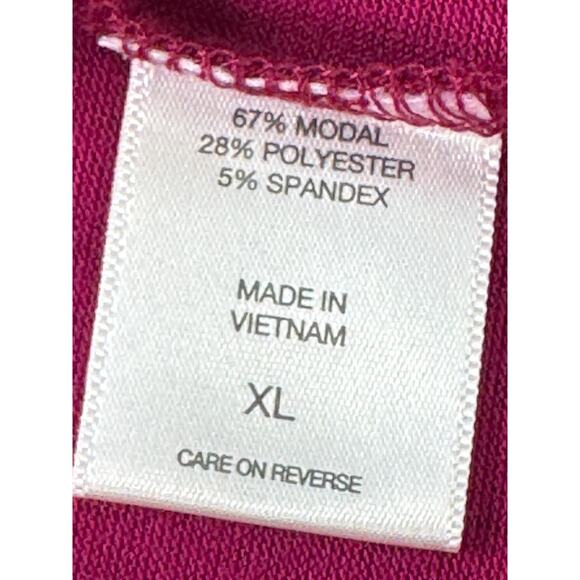 67% MODAL
28% POLYESTER
5% SPANDEX
MADE IN
VIETNAM
XL
CARE ON REVERSE